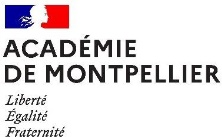 ACADÉMIE
DE MONTPELLIER
Liberté
Égalité
Fraternité